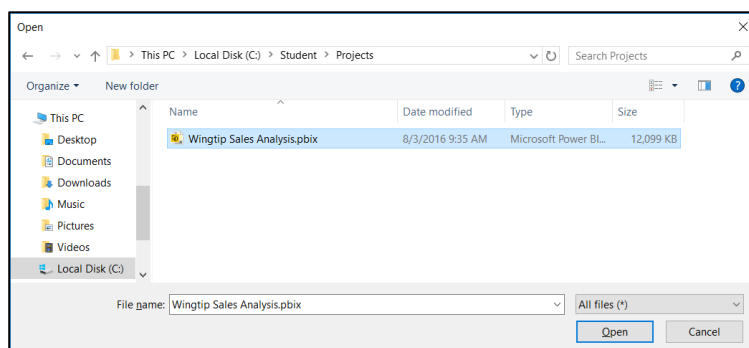 Open
This PC > Local Disk (C:) > Student > Projects
Search Projects
Organize
New folder
Name
Date modified
Type
Size
This PC
Desktop
Documents
Downloads
Music
Pictures
Videos
Local Disk (C:)
Wingtip Sales Analysis.pbix
8/3/2016 9:35 AM
Microsoft Power BI...
12,099 KB
File name:
Wingtip Sales Analysis.pbix
All files (*)
Open
Cancel